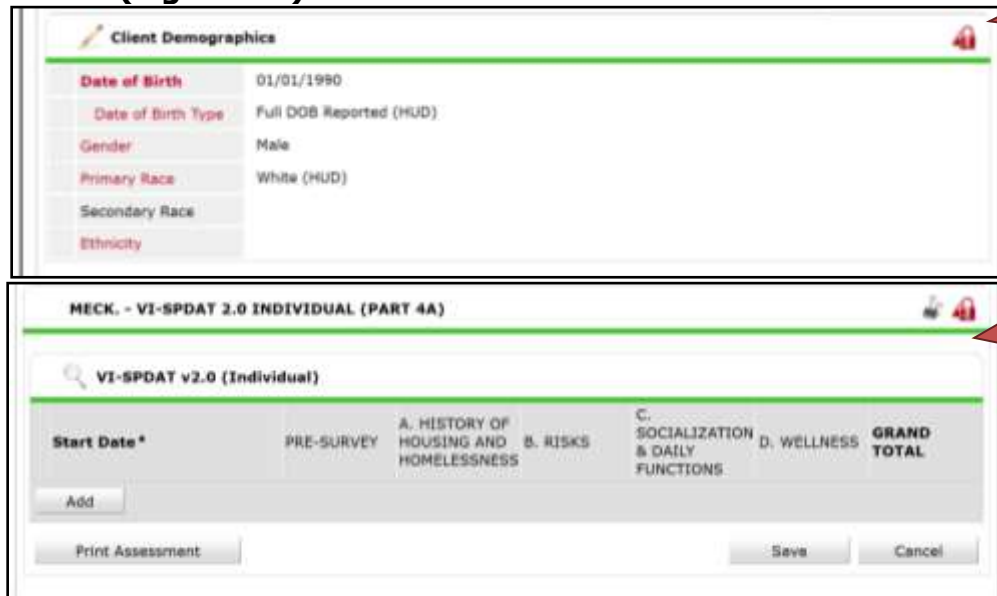 Client Demographics
Date of Birth 01/01/1990
Date of Birth Type Full DOB Reported (HUD)
Gender Male
Primary Race White (HUD)
Secondary Race
Ethnicity
MECK. - VI-SPDAT 2.0 INDIVIDUAL (PART 4A)
VI-SPDAT v2.0 (Individual)
Start Date* PRE-SURVEY A. HISTORY OF HOUSING AND HOMELESSNESS B. RISKS C. SOCIALIZATION & DAILY FUNCTIONS D. WELLNESS GRAND TOTAL
Add
Print Assessment Save Cancel